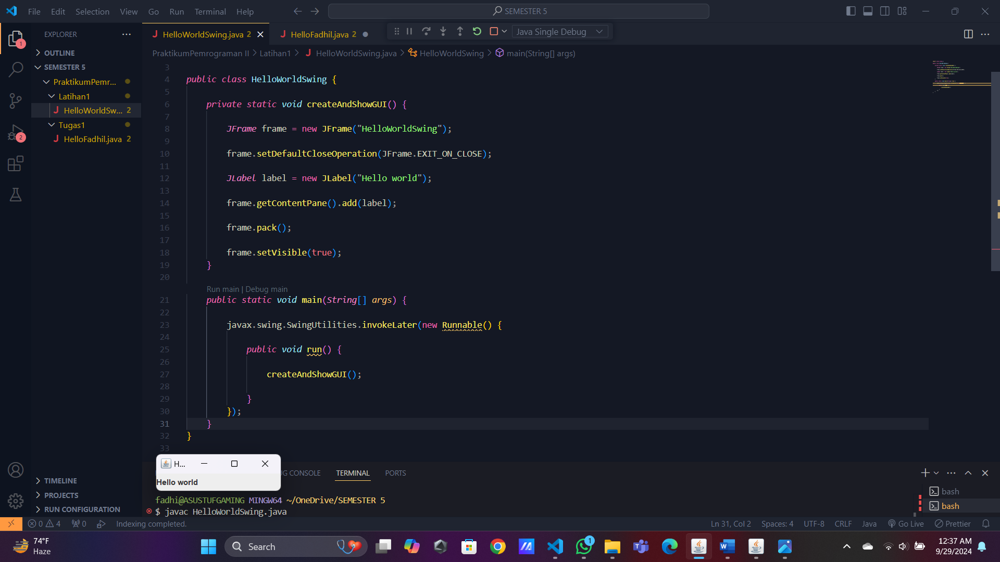 File Edit Selection View Go Run Terminal Help
SEMESTER 5
EXPLORER
OUTLINE
SEMESTER 5
PraktikumPemr...
Latihan1
HelloWorldSw... 2
Tugas1
HelloFadhil.java 2
TIMELINE
PROJECTS
RUN CONFIGURATION
1
2
HelloWorldSwing.java 2
HelloFadhil.java 2
Java Single Debug
PraktikumPemrograman II > Latihan1 > HelloWorldSwing.java > HelloWorldSwing > main(String[] args)
3
4 public class HelloWorldSwing {
5
6 private static void createAndShowGUI() {
7
8 JFrame frame = new JFrame("HelloWorldSwing");
9
10 frame.setDefaultCloseOperation(JFrame.EXIT_ON_CLOSE);
11
12 JLabel label = new JLabel("Hello world");
13
14 frame.getContentPane().add(label);
15
16 frame.pack();
17
18 frame.setVisible(true);
19 }
20
Run main | Debug main
21 public static void main(String[] args) {
22
23 javax.swing.SwingUtilities.invokeLater(new Runnable() {
24
25 public void run() {
26
27 createAndShowGUI();
28
29 }
30 });
31 }
32 }
33
H...
Hello world
UG CONSOLE TERMINAL PORTS
fadhi@ASUSTUFGAMING MINGW64 ~/OneDrive/SEMESTER 5
$ javac HelloWorldSwing.java
bash
bash
0 4 0 Indexing completed.
Ln 31, Col 2 Spaces: 4 UTF-8 CRLF Java Go Live Prettier
74°F
Haze
Search
1
12:37 AM
9/29/2024